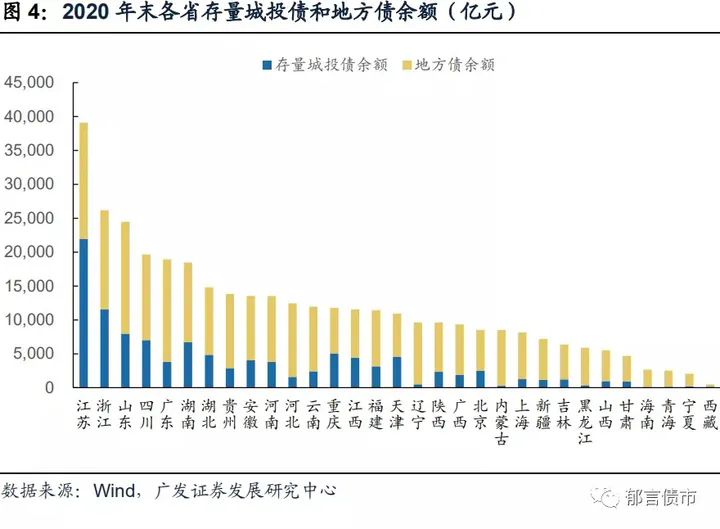 图 4：2020 年末各省存量城投债和地方债余额（亿元）
存量城投债余额 地方债余额
45,000
40,000
35,000
30,000
25,000
20,000
15,000
10,000
5,000
0
江苏 浙江 山东 四川 广东 湖南 湖北 贵州 安徽 河南 河北 云南 重庆 江西 福建 天津 辽宁 陕西 广西 北京 内蒙古 上海 新疆 吉林 黑龙江 山西 甘肃 海南 青海 宁夏 西藏
数据来源：Wind，广发证券发展研究中心
郁言债市